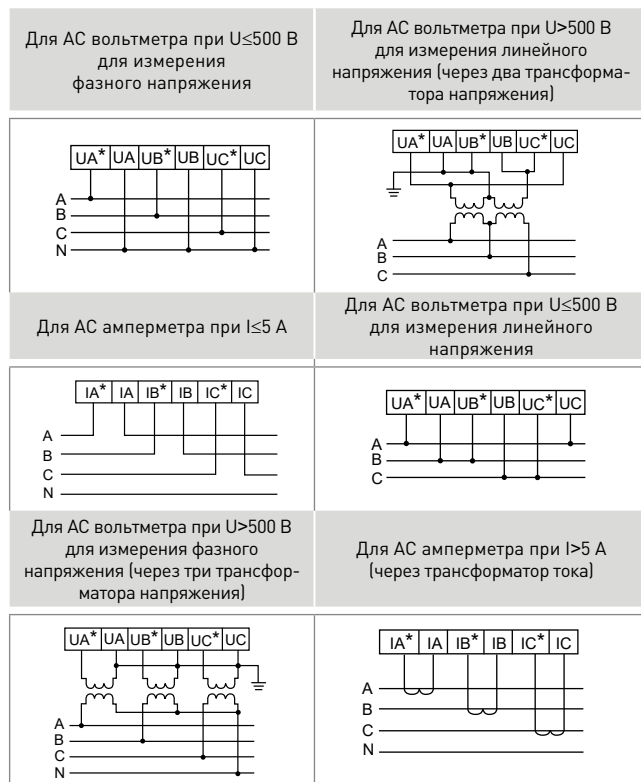 Для АС вольтметра при U≤500 В
для измерения
фазного напряжения
Для АС вольтметра при U>500 В
для измерения линейного
напряжения (через два трансформа-
тора напряжения)
UA* UA UB* UB UC* UC
A
B
C
N
UA* UA UB* UB UC* UC
A
B
C
Для АС амперметра при I≤5 А
Для АС вольтметра при U≤500 В
для измерения линейного
напряжения
IA* IA IB* IB IC* IC
A
B
C
N
UA* UA UB* UB UC* UC
A
B
C
Для АС вольтметра при U>500 В
для измерения фазного
напряжения (через три трансфор-
матора напряжения)
Для АС амперметра при I>5 А
(через трансформатор тока)
UA* UA UB* UB UC* UC
A
B
C
N
IA* IA IB* IB IC* IC
A
B
C
N